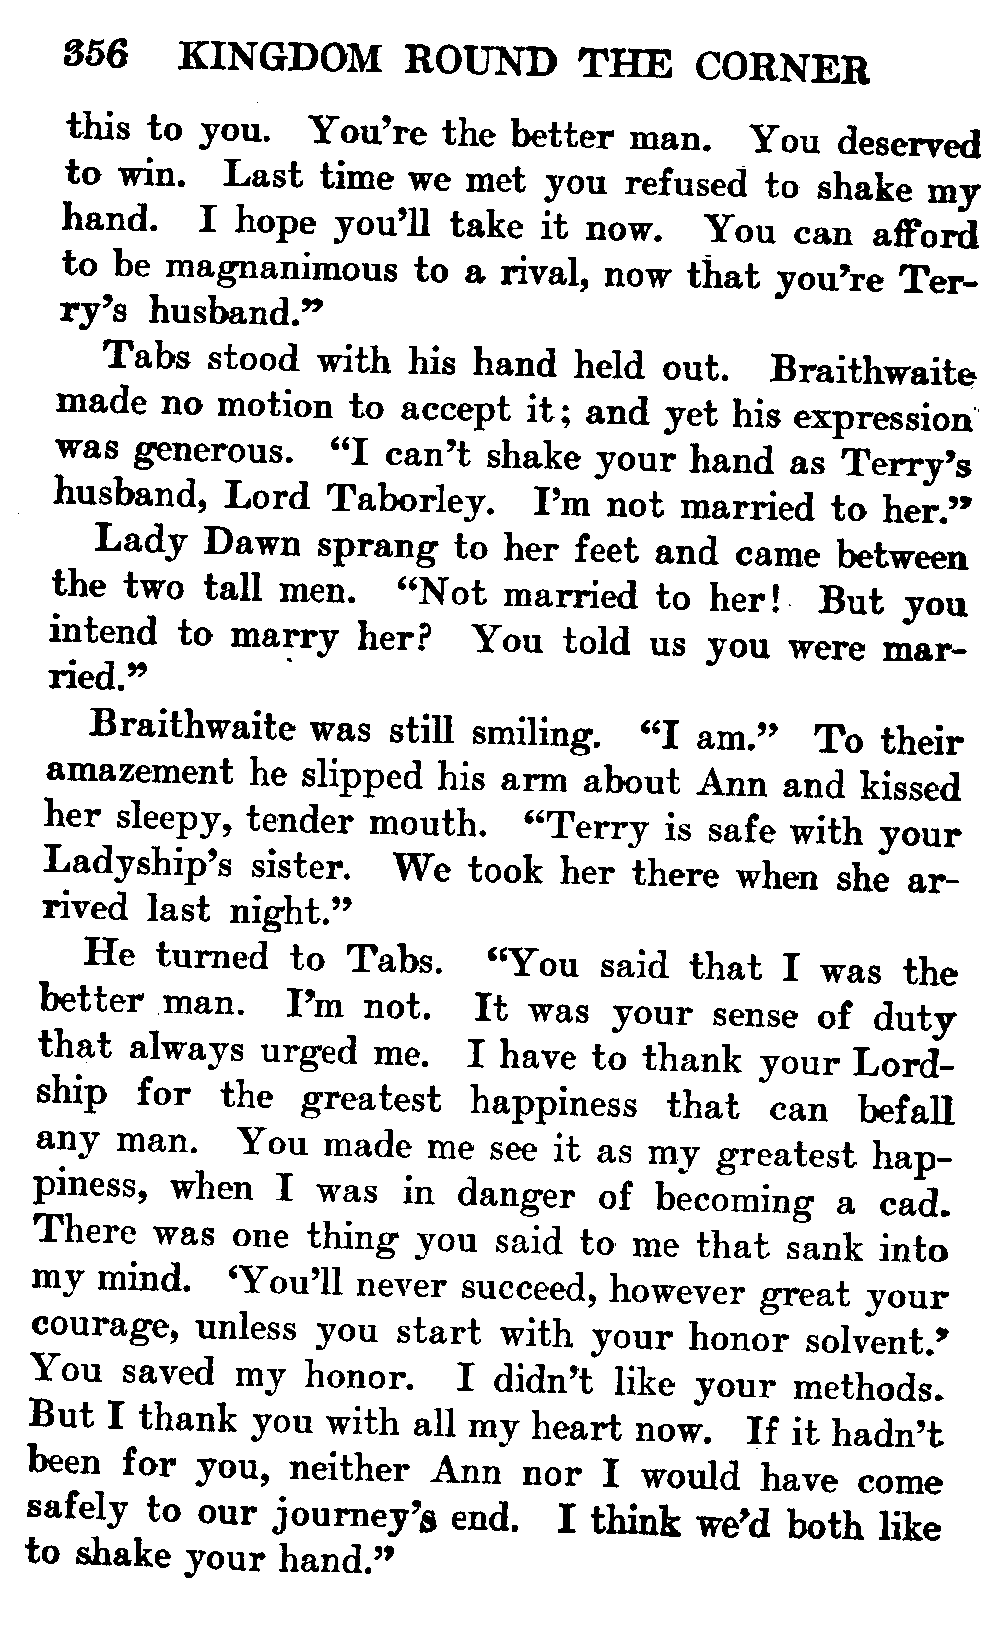 356 KINGDOM ROUND THE CORNER
this to you. You're the better man. You deserved
to win. Last time we met you refused to shake my
hand. I hope you'll take it now. You can afford
to be magnanimous to a rival, now that you're Ter-
ry's husband."
Tabs stood with his hand held out. Braithwaite
made no motion to accept it; and yet his expression
was generous. "I can't shake your hand as Terry's
husband, Lord Taborley. I'm not married to her."
Lady Dawn sprang to her feet and came between
the two tall men. "Not married to her! But you
intend to marry her? You told us you were mar-
ried."
Braithwaite was still smiling. "I am." To their
amazement he slipped his arm about Ann and kissed
her sleepy, tender mouth. "Terry is safe with your
Ladyship's sister. We took her there when she ar-
rived last night."
He turned to Tabs. "You said that I was the
better man. I'm not. It was your sense of duty
that always urged me. I have to thank your Lord-
ship for the greatest happiness that can befall
any man. You made me see it as my greatest hap-
piness, when I was in danger of becoming a cad.
There was one thing you said to me that sank into
my mind. 'You'll never succeed, however great your
courage, unless you start with your honor solvent.'
You saved my honor. I didn't like your methods.
But I thank you with all my heart now. If it hadn't
been for you, neither Ann nor I would have come
safely to our journey's end. I think we'd both like
to shake your hand."